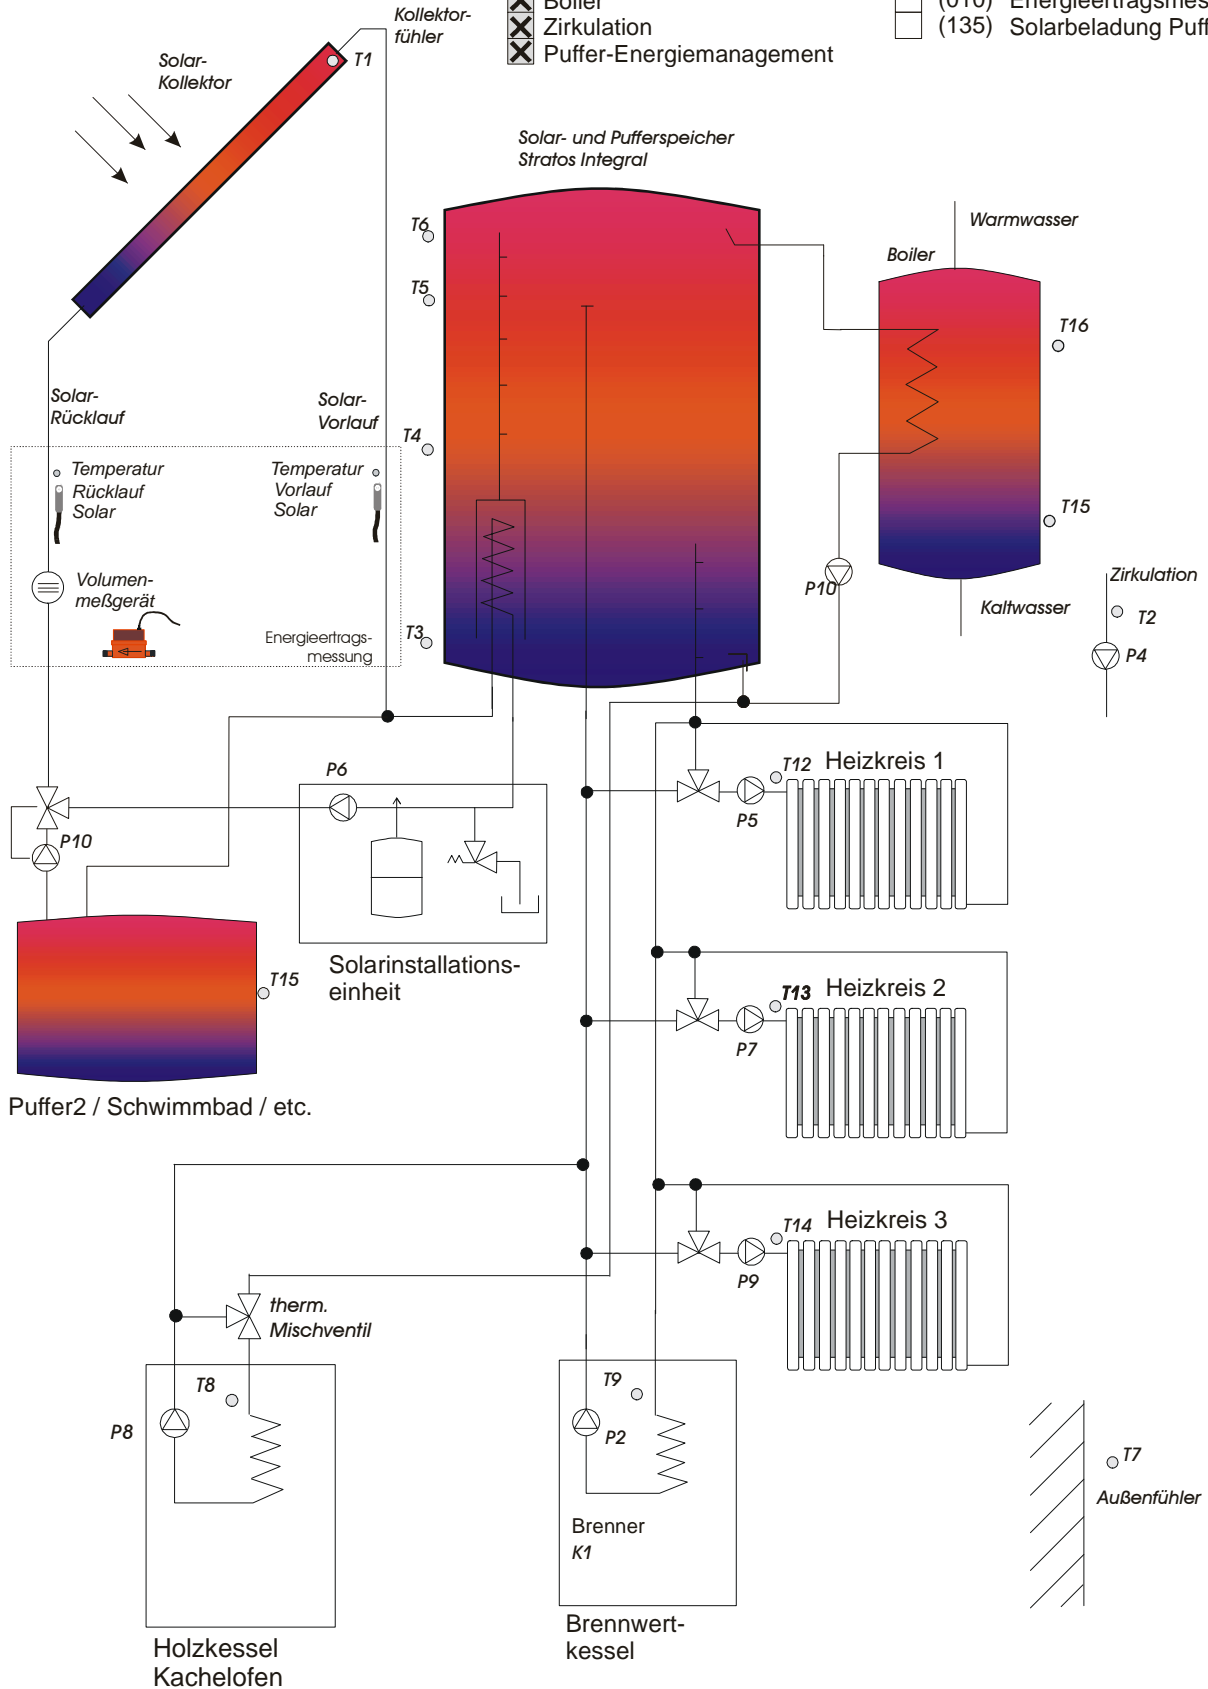 Boiler
Zirkulation
Puffer-Energiemanagement
(010)
(135) Solarbeladung
Kollektor-
fühler
T1
Solar-
Kollektor
Solar- und Pufferspeicher
Stratos Integral
T6
T5
T4
T3
Warmwasser
Boiler
T16
T15
Kaltwasser
P10
Zirkulation
T2
P4
Solar-
Rücklauf
Solar-
Vorlauf
Temperatur
Rücklauf
Solar
Temperatur
Vorlauf
Solar
Volumen-
meßgerät
Energieertrags-
messung
P6
P10
Solarinstallations-
einheit
T15
Puffer2 / Schwimmbad / etc.
T12 Heizkreis 1
P5
T13 Heizkreis 2
P7
T14 Heizkreis 3
P9
therm.
Mischventil
T8
P8
T9
P2
Brenner
K1
Holzkessel
Kachelofen
Brennwert-
kessel
T7
Außenfühler